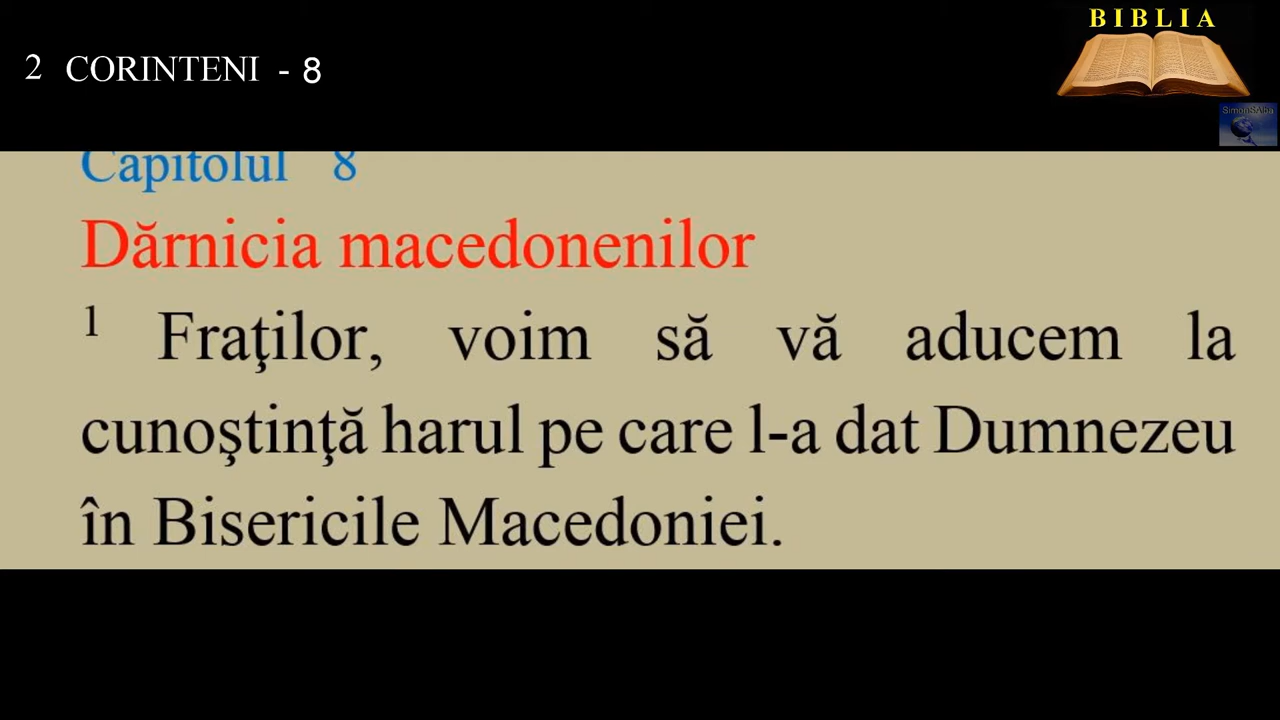 BIBLIA
2 CORINTENI - 8
Capitolul 8
Dărnicia macedonenilor
1 Fraţilor, voim să vă aducem la
cunoştinţă harul pe care l-a dat Dumnezeu
în Bisericile Macedoniei.